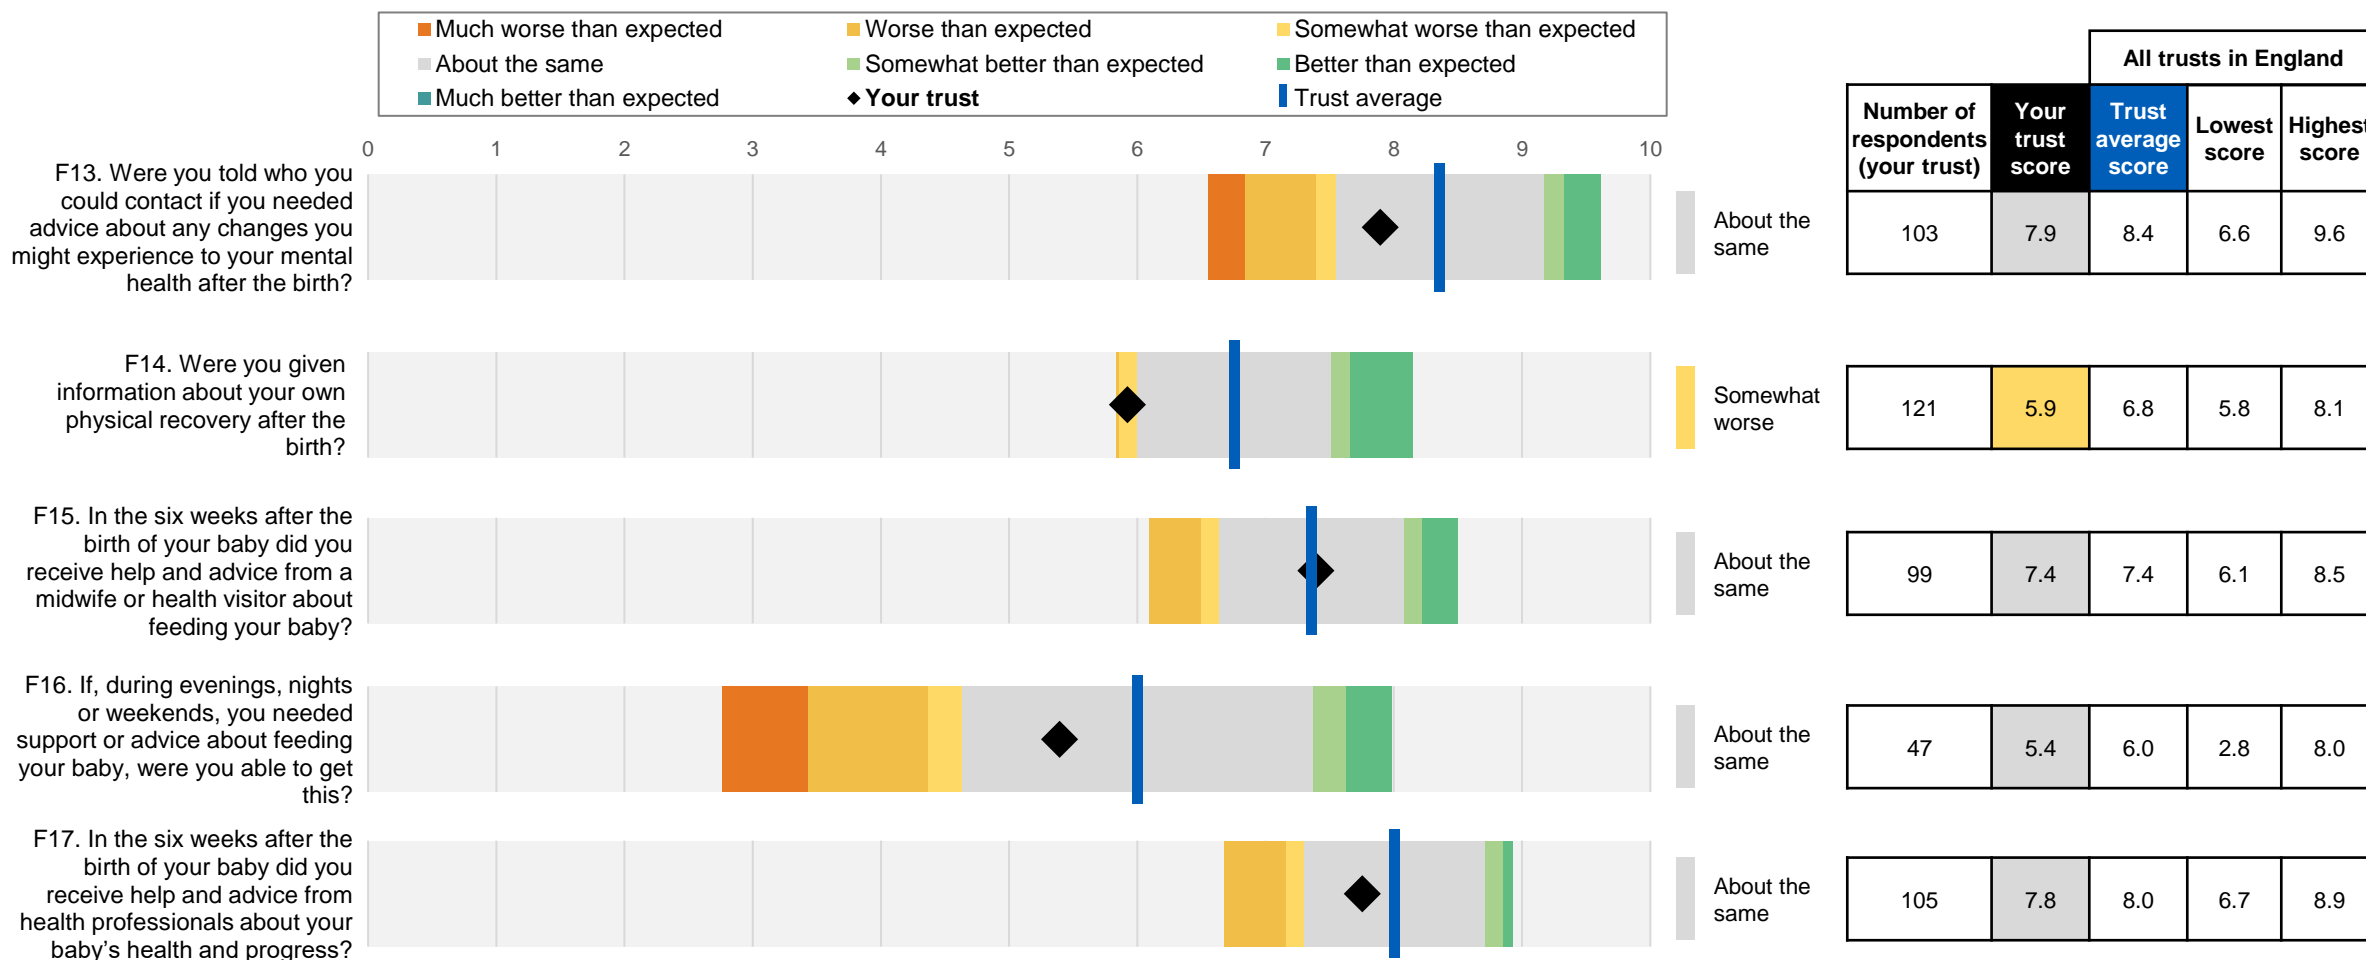 Much worse than expected
Worse than expected
Somewhat worse than expected
About the same
Somewhat better than expected
Better than expected
Much better than expected
Your trust
Trust average
All trusts in England
Number of
respondents
(your trust)
Your
trust
score
Trust
average
score
Lowest
score
Highest
score
0 1 2 3 4 5 6 7 8 9 10
F13. Were you told who you
could contact if you needed
advice about any changes you
might experience to your mental
health after the birth?
About the
same
103 7.9 8.4 6.6 9.6
F14. Were you given
information about your own
physical recovery after the
birth?
Somewhat
worse
121 5.9 6.8 5.8 8.1
F15. In the six weeks after the
birth of your baby did you
receive help and advice from a
midwife or health visitor about
feeding your baby?
About the
same
99 7.4 7.4 6.1 8.5
F16. If, during evenings, nights
or weekends, you needed
support or advice about feeding
your baby, were you able to get
this?
About the
same
47 5.4 6.0 2.8 8.0
F17. In the six weeks after the
birth of your baby did you
receive help and advice from
health professionals about your
baby’s health and progress?
About the
same
105 7.8 8.0 6.7 8.9